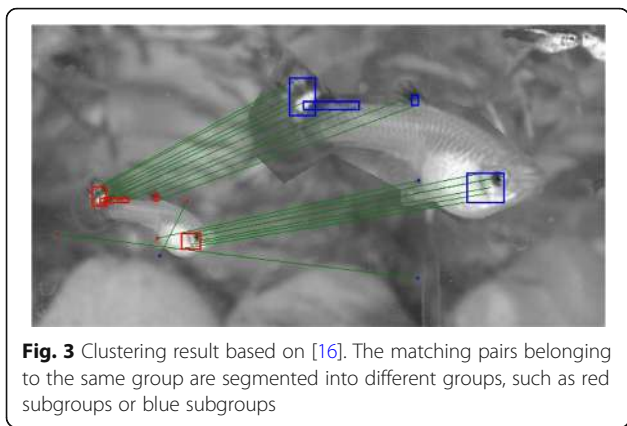 Fig. 3 Clustering result based on [16]. The matching pairs belonging
to the same group are segmented into different groups, such as red
subgroups or blue subgroups